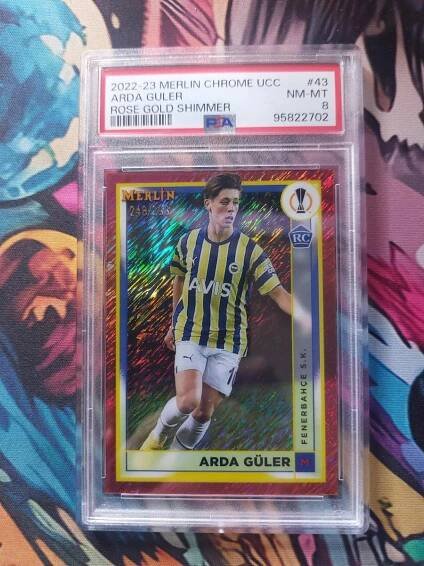 2022-23 MERLIN CHROME UCC #43
ARDA GULER NM-MT
ROSE GOLD SHIMMER 8
PSA 95822702
MERLIN
RC
AVIS
FENERBAHÇE S.K.
ARDA GÜLER M